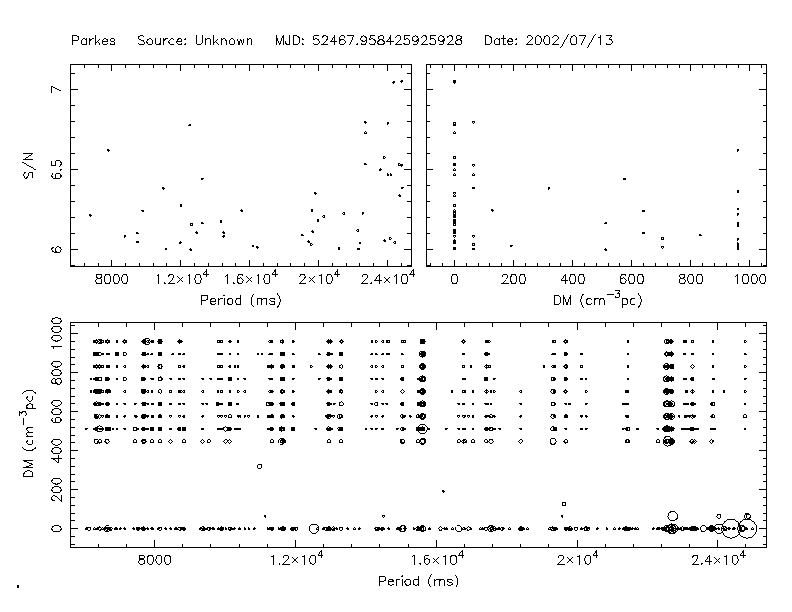 Parkes Source: Unknown MJD: 52467.958425925928 Date: 2002/07/13
7
6.5
6
S/N
8000 1.2×10⁴ 1.6×10⁴ 2×10⁴ 2.4×10⁴
Period (ms)
0 200 400 600 800 1000
DM (cm⁻³pc)
1000
800
600
400
200
0
DM (cm⁻³pc)
8000 1.2×10⁴ 1.6×10⁴ 2×10⁴ 2.4×10⁴
Period (ms)